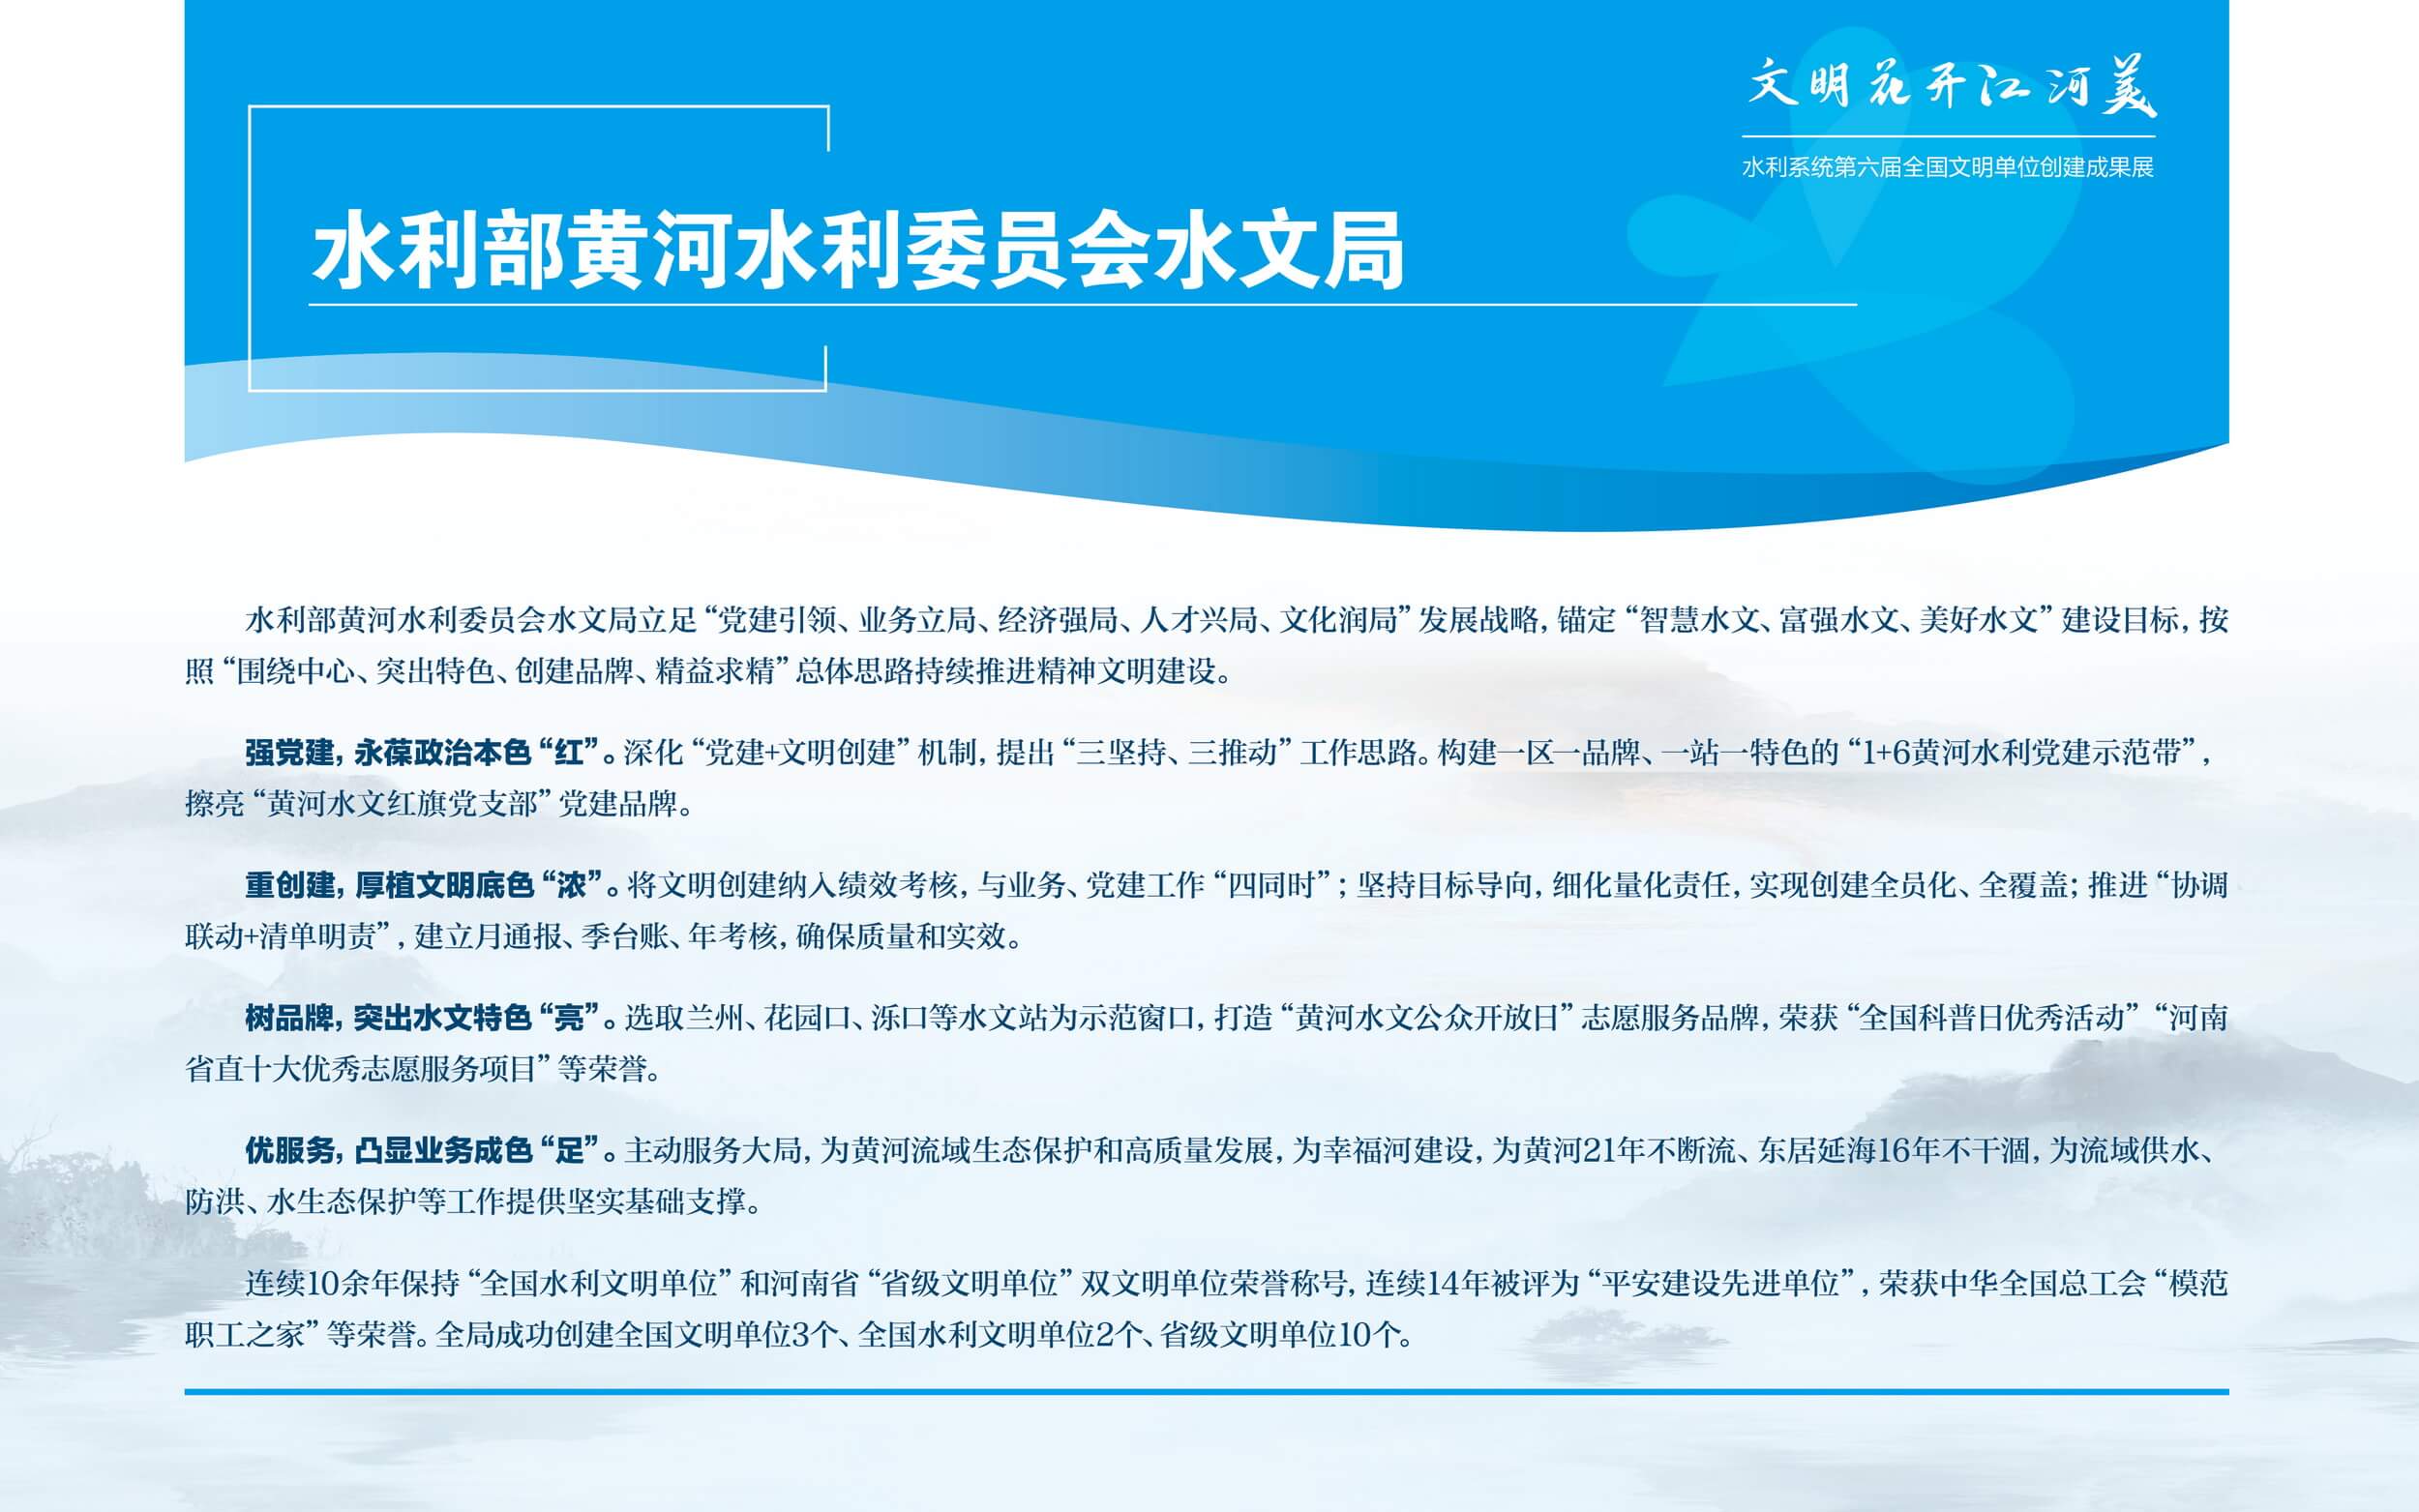 文明花开江河美
水利系统第六届全国文明单位创建成果展
水利部黄河水利委员会水文局
水利部黄河水利委员会水文局立足“党建引领、业务立局、经济强局、人才兴局、文化润局”发展战略,锚定“智慧水文、富强水文、美好水文”建设目标,按
照“围绕中心、突出特色、创建品牌、精益求精”总体思路持续推进精神文明建设。
强党建,永葆政治本色“红”。深化“党建+文明创建”机制,提出“三坚持、三推动”工作思路。构建一区一品牌、一站一特色的“1+6黄河水利党建示范带”,
擦亮“黄河水文红旗党支部”党建品牌。
重创建,厚植文明底色“浓”。将文明创建纳入绩效考核,与业务、党建工作“四同时”;坚持目标导向,细化量化责任,实现创建全员化、全覆盖;推进“协调
联动+清单明责”,建立月通报、季台账、年考核,确保质量和实效。
树品牌,突出水文特色“亮”。选取兰州、花园口、泺口等水文站为示范窗口,打造“黄河水文公众开放日”志愿服务品牌,荣获“全国科普日优秀活动”“河南
省直十大优秀志愿服务项目”等荣誉。
优服务,凸显业务成色“足”。主动服务大局,为黄河流域生态保护和高质量发展,为幸福河建设,为黄河21年不断流、东居延海16年不干涸,为流域供水、
防洪、水生态保护等工作提供坚实基础支撑。
连续10余年保持“全国水利文明单位”和河南省“省级文明单位”双文明单位荣誉称号,连续14年被评为“平安建设先进单位”,荣获中华全国总工会“模范
职工之家”等荣誉。全局成功创建全国文明单位3个、全国水利文明单位2个、省级文明单位10个。